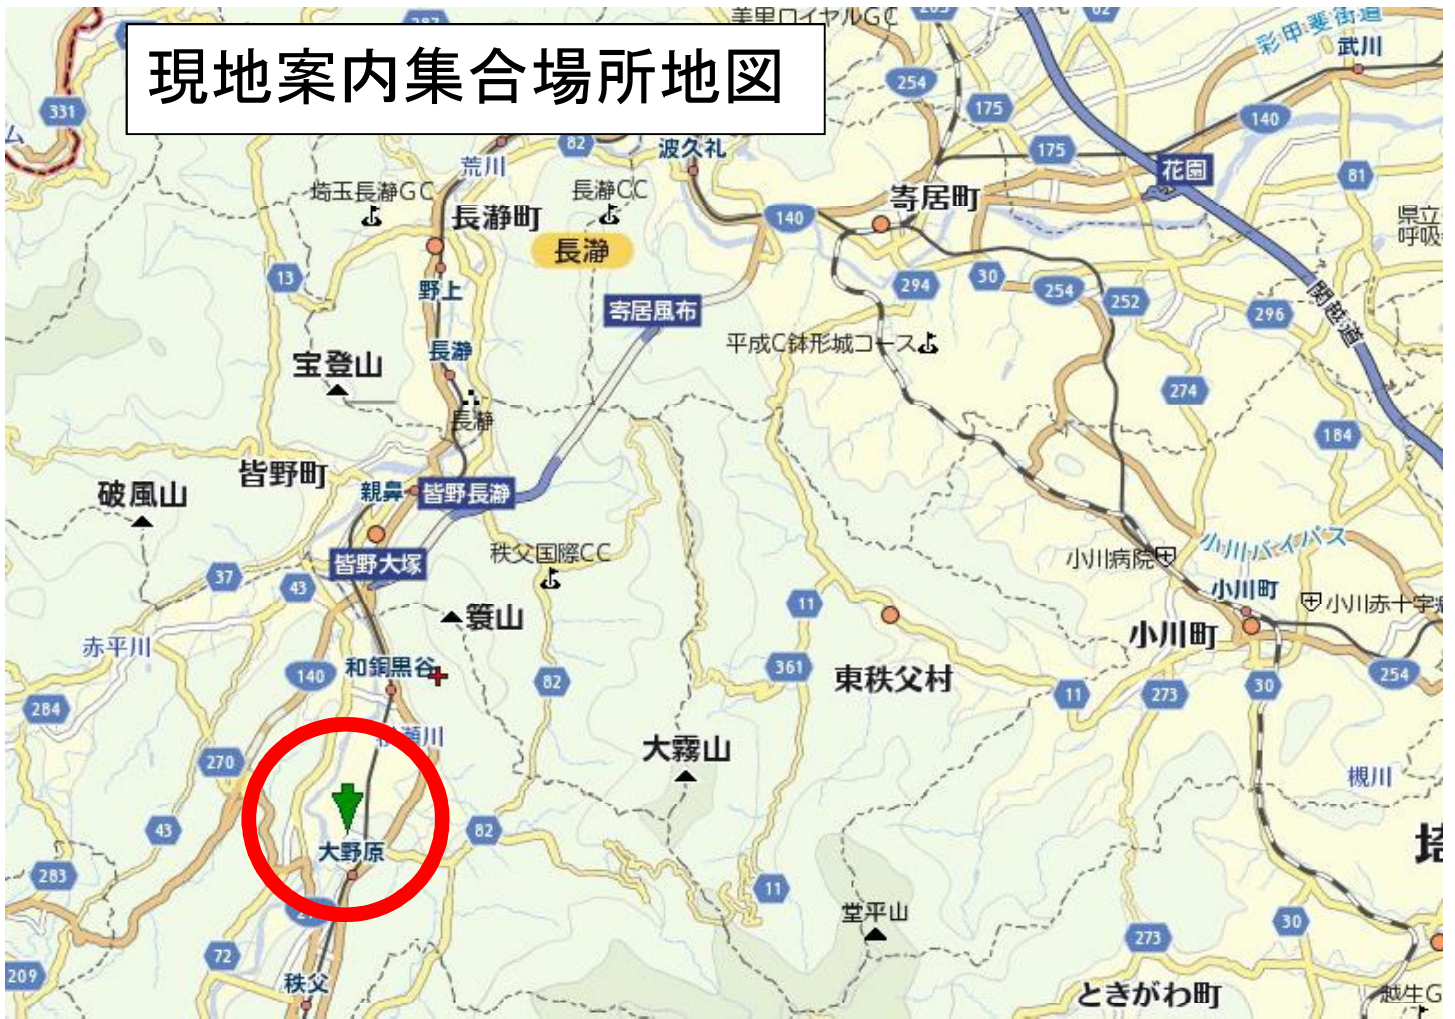 現地案内集合場所地図
美里ロイヤルGC
彩甲斐街道
武川
254
175
331
140
82
荒川
波久礼
175
花園
81
埼玉長瀞GC
長瀞CC
長瀞町
寄居町
140
県立
長瀞
13
野上
294
30
254
252
寄居風布
296
関越道
平成C鉢形城コース
長瀞
宝登山
274
長瀞
184
皆野町
親鼻
皆野長瀞
破風山
小川バイパス
秩父国際CC
小川病院
皆野大塚
37
43
11
小川町
小川赤十字
簑山
赤平川
小川町
和銅黒谷
140
82
361
東秩父村
11
273
30
254
284
大霧山
270
槻川
43
82
大野原
283
11
堂平山
30
273
72
209
秩父
ときがわ町
越生G